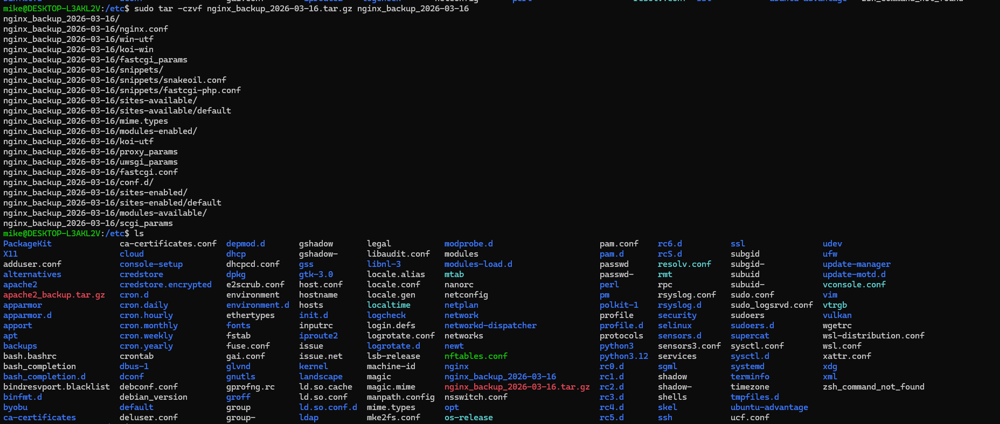 mike@DESKTOP-L3AKL2V:/etc$ sudo tar -czvf nginx_backup_2026-03-16.tar.gz nginx_backup_2026-03-16
nginx_backup_2026-03-16/
nginx_backup_2026-03-16/nginx.conf
nginx_backup_2026-03-16/win-utf
nginx_backup_2026-03-16/koi-win
nginx_backup_2026-03-16/fastcgi_params
nginx_backup_2026-03-16/snippets/
nginx_backup_2026-03-16/snippets/snakeoil.conf
nginx_backup_2026-03-16/snippets/fastcgi-php.conf
nginx_backup_2026-03-16/sites-available/
nginx_backup_2026-03-16/sites-available/default
nginx_backup_2026-03-16/mime.types
nginx_backup_2026-03-16/modules-enabled/
nginx_backup_2026-03-16/koi-utf
nginx_backup_2026-03-16/proxy_params
nginx_backup_2026-03-16/uwsgi_params
nginx_backup_2026-03-16/fastcgi.conf
nginx_backup_2026-03-16/conf.d/
nginx_backup_2026-03-16/sites-enabled/
nginx_backup_2026-03-16/sites-enabled/default
nginx_backup_2026-03-16/modules-available/
nginx_backup_2026-03-16/scgi_params
mike@DESKTOP-L3AKL2V:/etc$ ls
PackageKit ca-certificates.conf depmod.d gshadow legal modprobe.d pam.conf rc6.d ssl udev
X11 cloud dhcp gshadow- libaudit.conf modules pam.d rcS.d subgid ufw
adduser.conf console-setup dhcpcd.conf gss libnl-3 modules-load.d passwd resolv.conf subgid- update-manager
alternatives credstore dpkg gtk-3.0 locale.alias mtab passwd- rmt subuid update-motd.d
apache2 credstore.encrypted e2scrub.conf host.conf locale.conf nanorc perl rpc subuid- vconsole.conf
apache2_backup.tar.gz cron.d environment hostname locale.gen netconfig pm rsyslog.conf sudo.conf vim
apparmor cron.daily environment.d hosts localtime netplan polkit-1 rsyslog.d sudo_logsrvd.conf vtrgb
apparmor.d cron.hourly ethertypes init.d logcheck network profile security sudoers vulkan
apport cron.monthly fonts inputrc login.defs networkd-dispatcher profile.d selinux sudoers.d wgetrc
apt cron.weekly fstab iproute2 logrotate.conf networks protocols sensors.d supercat wsl-distribution.conf
backups cron.yearly fuse.conf issue logrotate.d newt python3 sensors3.conf sysctl.conf wsl.conf
bash.bashrc crontab gai.conf issue.net lsb-release nftables.conf python3.12 services sysctl.d xattr.conf
bash_completion dbus-1 glvnd kernel machine-id nginx rc0.d sgml systemd xdg
bash_completion.d dconf gnutls landscape magic nginx_backup_2026-03-16 rc1.d shadow terminfo xml
bindresvport.blacklist debconf.conf gprofng.rc ld.so.cache magic.mime nginx_backup_2026-03-16.tar.gz rc2.d shadow- timezone zsh_command_not_found
binfmt.d debian_version groff ld.so.conf manpath.config nsswitch.conf rc3.d shells tmpfiles.d
byobu default group ld.so.conf.d mime.types opt rc4.d skel ubuntu-advantage
ca-certificates deluser.conf group- ldap mke2fs.conf os-release rc5.d ssh ucf.conf